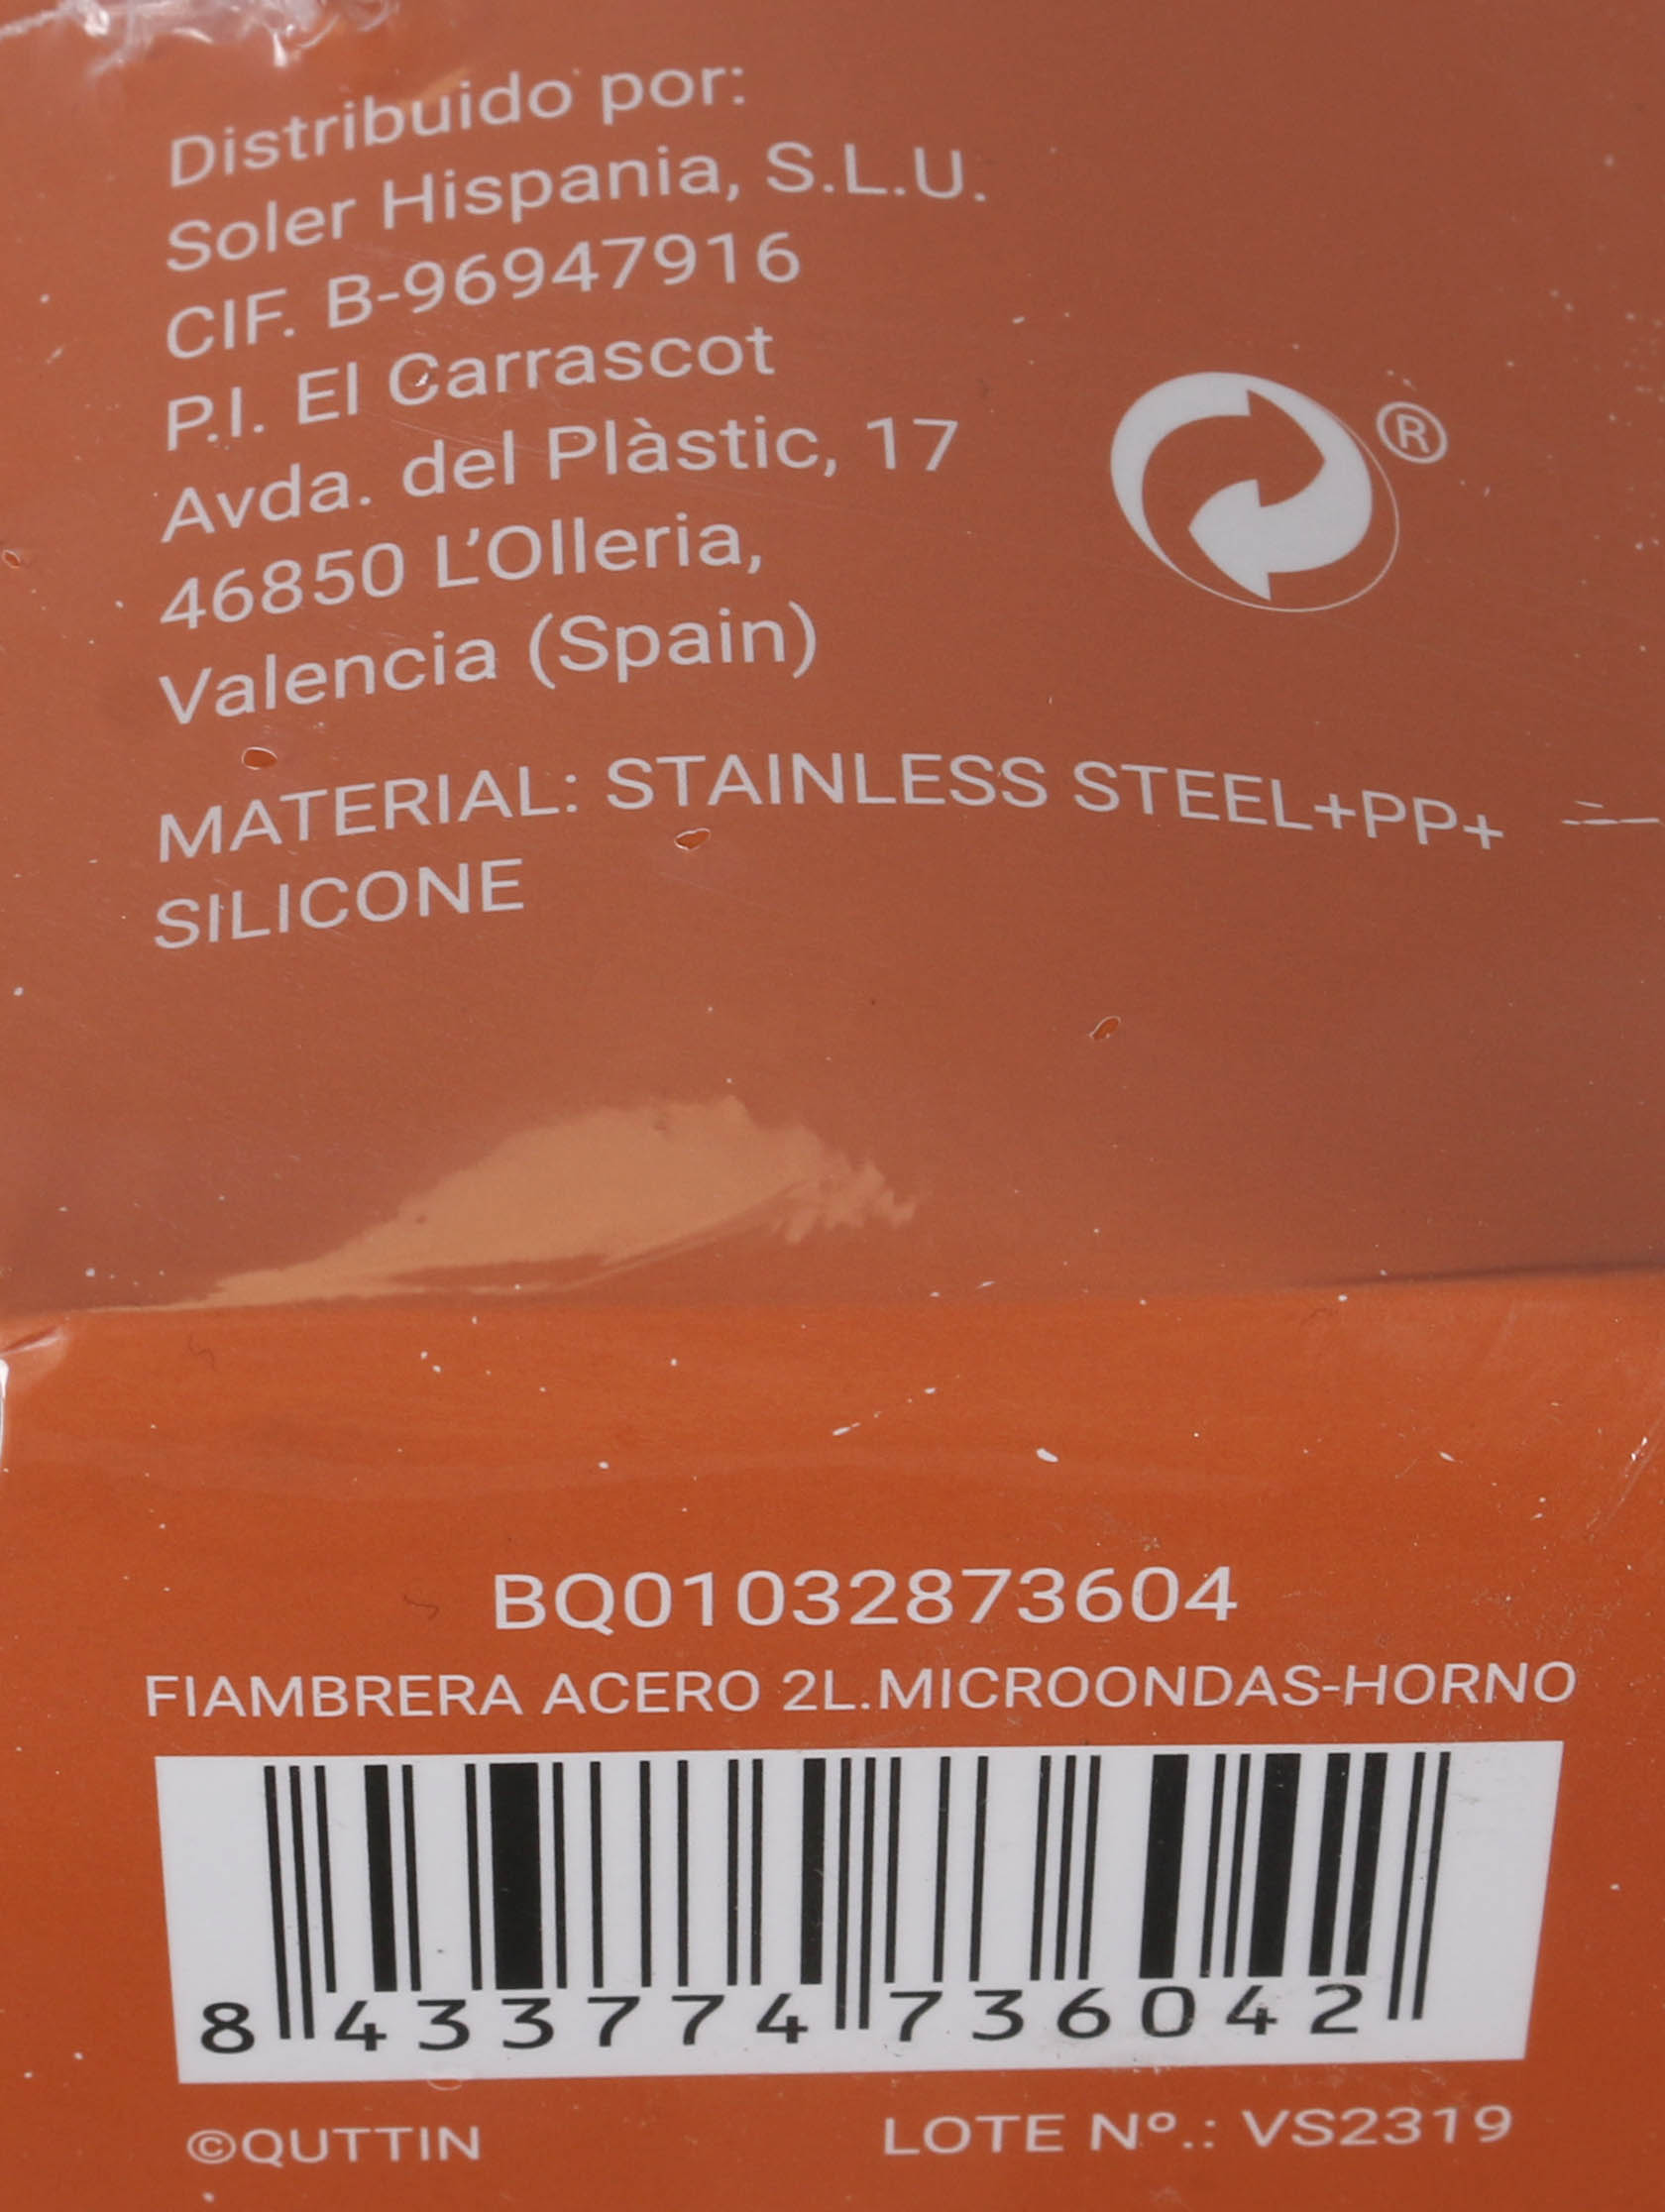 Distribuido por:
Soler Hispania, S.L.U.
CIF. B-96947916
P.I. El Carrascot
Avda. del Plàstic, 17
46850 L'Olleria,
Valencia (Spain)
®
MATERIAL: STAINLESS STEEL+PP+
SILICONE
BQ01032873604
FIAMBRERA ACERO 2L.MICROONDAS-HORNO
8 433774 736042
©QUTTIN
LOTE Nº.: VS2319